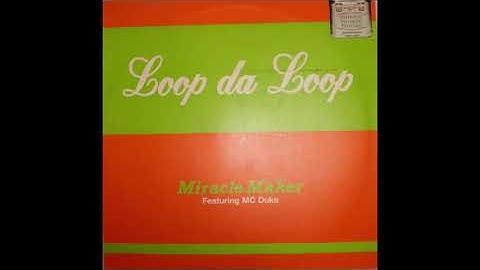 Loop da Loop
Miracle Maker
Featuring MC Duke